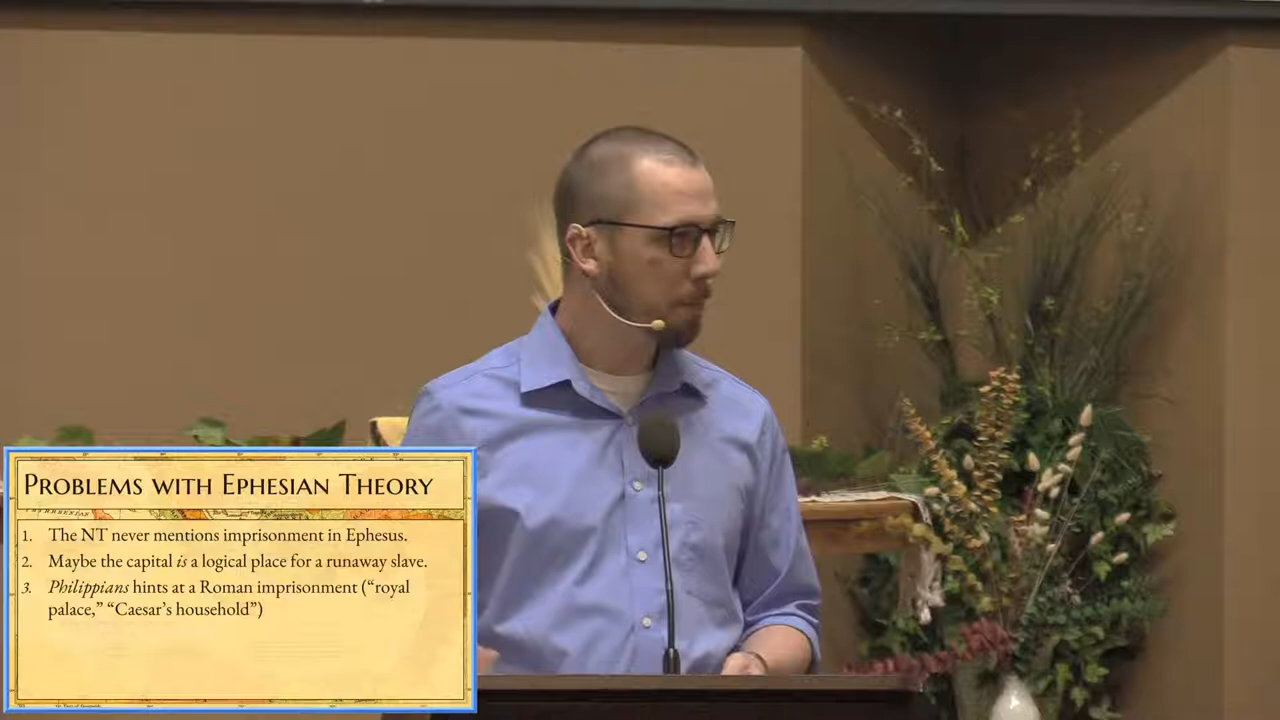 Problems with Ephesian Theory
1. The NT never mentions imprisonment in Ephesus.
2. Maybe the capital is a logical place for a runaway slave.
3. Philippians hints at a Roman imprisonment (“royal
palace,” “Caesar’s household”)